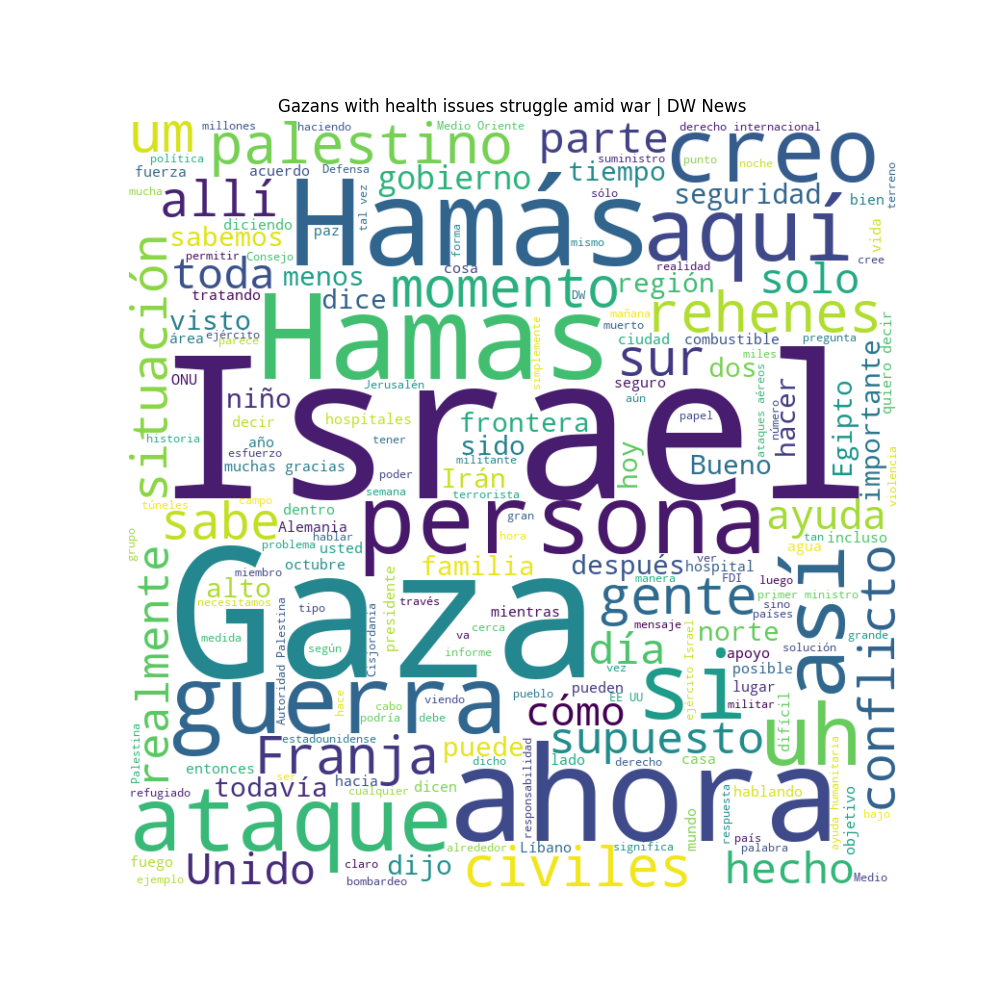 Gazans with health issues struggle amid war | DW News
um
millones
haciendo
Medio Oriente
parte
derecho internacional
creo
política
palestino
fuerza
acuerdo
Defensa
suministro
punto
noche
tiempo
gobierno
seguridad
bien
terreno
mucha
allí
Hamás
tal vez
sólo
aquí
vida
diciendo
sabemos
paz
forma
mismo
permitir
Consejo
cosa
realidad
cree
toda
menos
momento
región
solo
tratando
dice
DW
rehenes
visto
Hamas
mañana
muerto
área
ejército
parece
simplemente
ciudad
combustible
pregunta
quiero decir
situación
sur
dos
miles
importante
ONU
Jerusalén
seguro
ataques aéreos
hacer
Egipto
niño
Israel
aún
decir
hospitales
frontera
papel
número
historia
año
tener
sido
hoy
esfuerzo
muchas gracias
militante
Bueno
poder
Irán
semana
terrorista
violencia
túneles
campo
sabe
dentro
persona
gran
ayuda
Alemania
hablar
hora
grupo
problema
usted
agua
tan
incluso
octubre
familia
después
ver
hospital
realmente
miembro
manera
FDI
luego
así
conflicto
alto
necesitamos
tipo
presidente
través
mientras
gente
primer ministro
sino
países
Gaza
Autoridad Palestina
Cisjordania
va
cerca
mensaje
norte
grande
medida
según
informe
día
ejército Israel
apoyo
solución
vez
posible
guerra
hace
viendo
pueblo
pueden
si
lugar
cabo
podría
debe
EE UU
militar
cómo
difícil
uh
Palestina
estadounidense
Franja
puede
dicho
responsabilidad
supuesto
derecho
casa
ayuda humanitaria
entonces
ser
hacia
lado
refugiado
todavía
cualquier
dicen
ahora
mundo
hablando
respuesta
objetivo
bajo
ataque
país
palabra
alrededor
Líbano
significa
fuego
Unido
claro
dijo
civiles
hecho
ejemplo
bombardeo
Medio